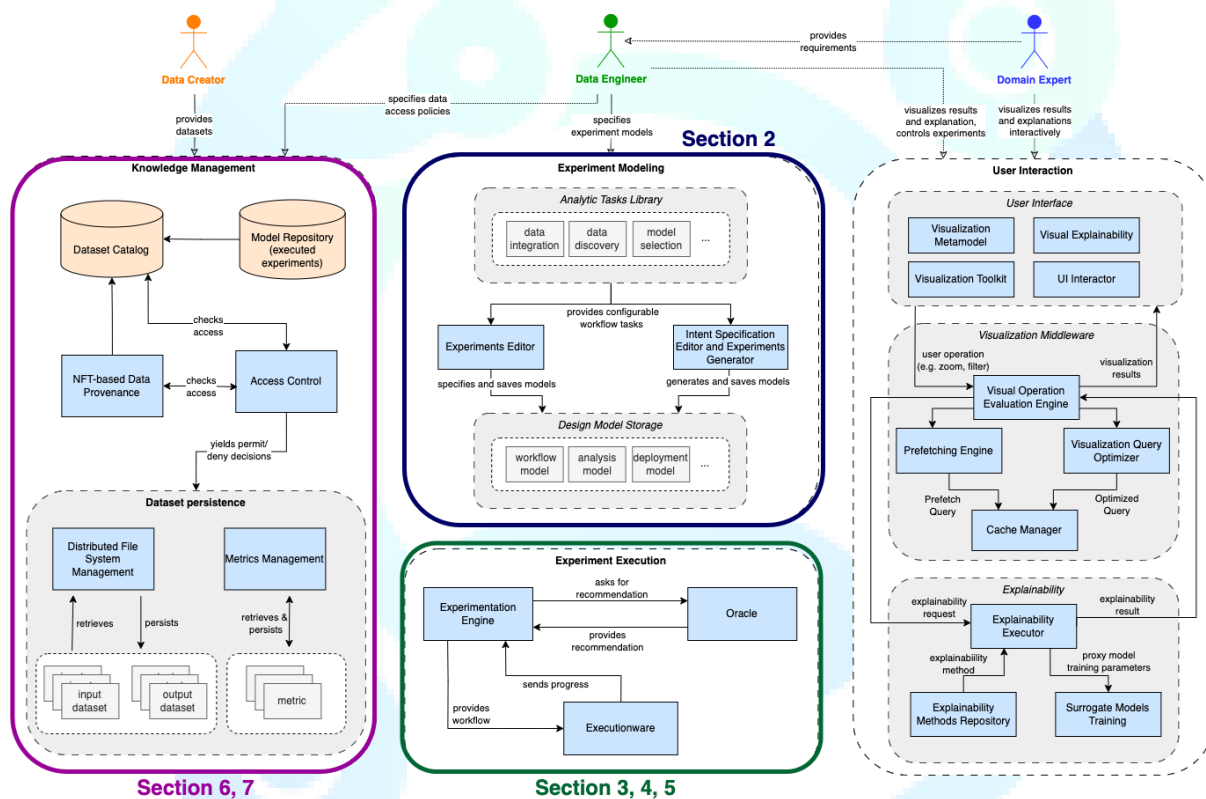 Data Creator
Data Engineer
Domain Expert
provides
requirements
provides
datasets
specifies data
access policies
specifies
experiment models
visualizes results
and explanation,
controls experiments
visualizes results
and explanations
interactively
Section 2
Knowledge Management
Dataset Catalog
Model Repository
(executed
experiments)
checks
access
NFT-based Data
Provenance
checks
access
Access Control
yields permit/
deny decisions
Dataset persistence
Distributed File
System
Management
Metrics Management
retrieves
persists
retrieves &
persists
input
dataset
output
dataset
metric
Section 6, 7
Experiment Modeling
Analytic Tasks Library
data
integration
data
discovery
model
selection
...
provides configurable
workflow tasks
Experiments Editor
Intent Specification
Editor and Experiments
Generator
specifies and saves models
generates and saves models
Design Model Storage
workflow
model
analysis
model
deployment
model
...
Experiment Execution
Experimentation
Engine
asks for
recommendation
Oracle
provides
recommendation
sends progress
provides
workflow
Executionware
Section 3, 4, 5
User Interaction
User Interface
Visualization
Metamodel
Visual Explainability
Visualization Toolkit
UI Interactor
Visualization Middleware
user operation
(e.g. zoom, filter)
visualization
results
Visual Operation
Evaluation Engine
Prefetching Engine
Visualization Query
Optimizer
Prefetch
Query
Optimized
Query
Cache Manager
Explainability
explainability
request
explainability
result
Explainability
Executor
explainability
method
proxy model
training parameters
Explainability
Methods Repository
Surrogate Models
Training